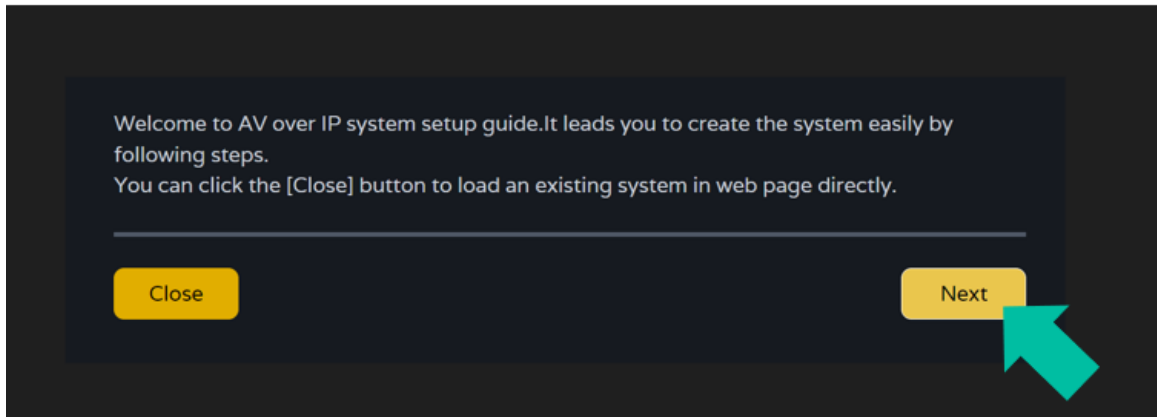 Welcome to AV over IP system setup guide.It leads you to create the system easily by
following steps.
You can click the [Close] button to load an existing system in web page directly.
Close
Next